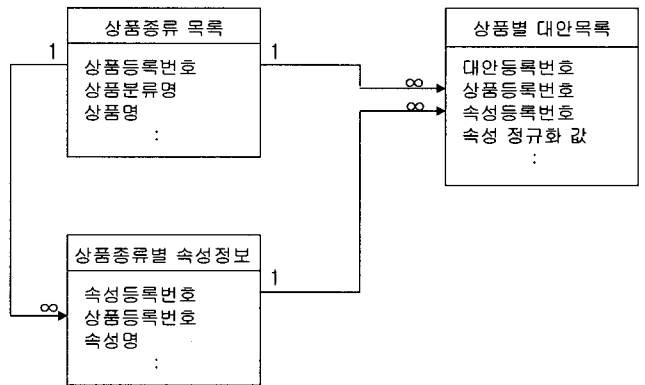 상품종류 목록
상품등록번호
상품분류명
상품명
:
1
1
상품별 대안목록
대안등록번호
상품등록번호
속성등록번호
속성 정규화 값
:
∞
∞
상품종류별 속성정보
속성등록번호
상품등록번호
속성명
:
1
∞